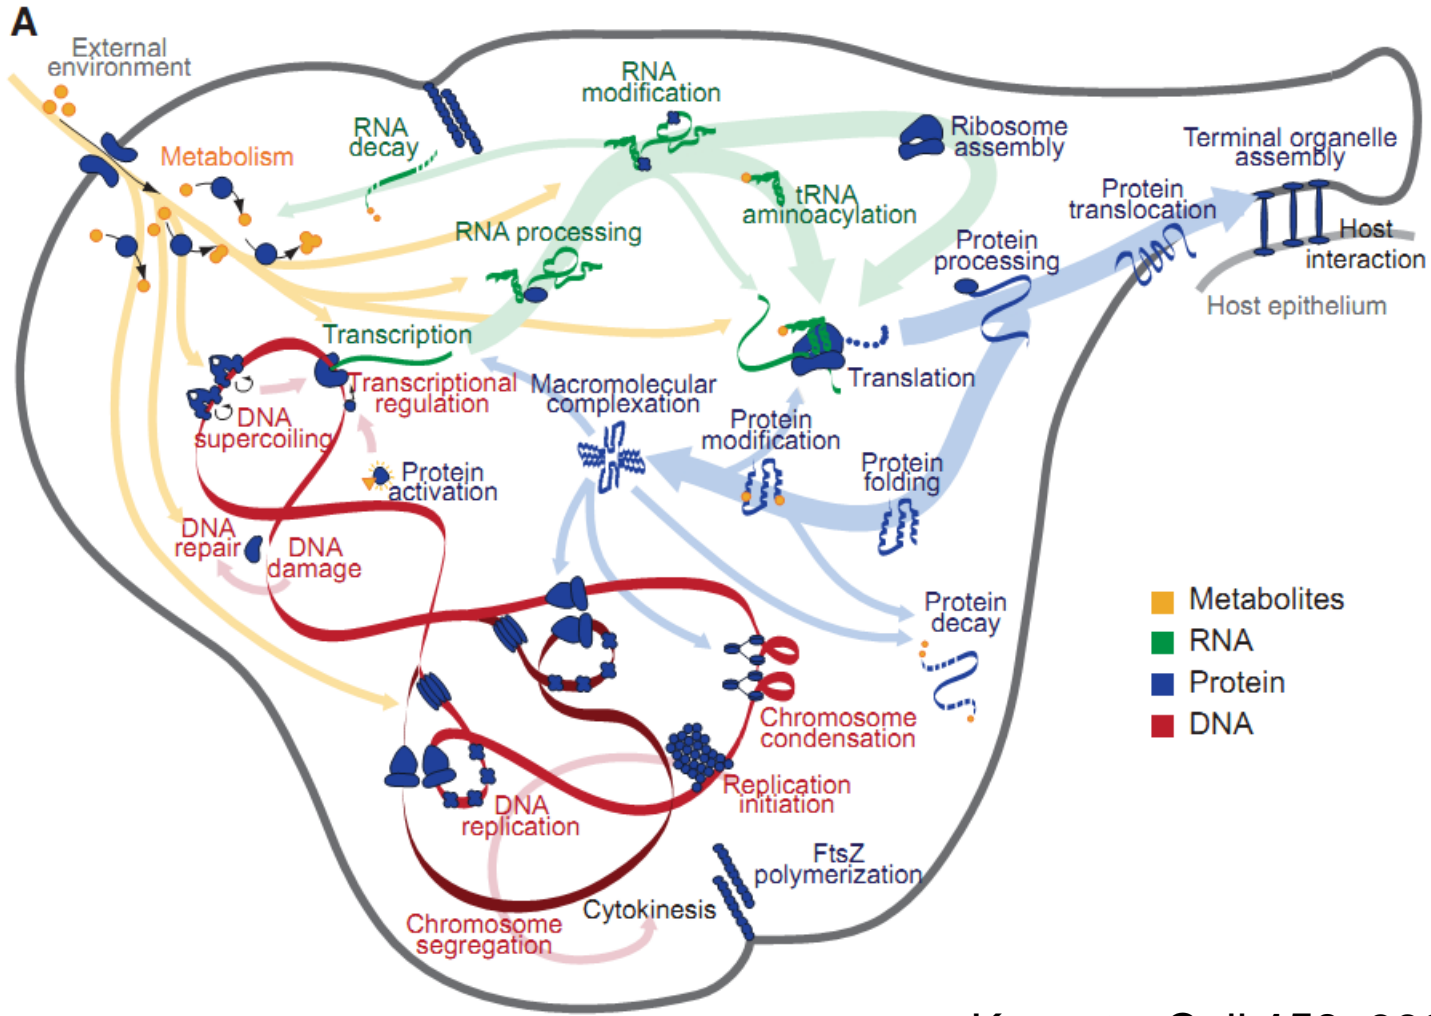 A
External
environment
Metabolism
RNA
decay
RNA
modification
Ribosome
assembly
Terminal organelle
assembly
tRNA
aminoacylation
Protein
translocation
RNA processing
Protein
processing
Host
interaction
Host epithelium
Transcription
Transcriptional
regulation
Macromolecular
complexation
Translation
DNA
supercoiling
Protein
modification
Protein
activation
Protein
folding
DNA
repair
DNA
damage
Protein
decay
Metabolites
RNA
Protein
DNA
Chromosome
condensation
Replication
initiation
DNA
replication
FtsZ
polymerization
Cytokinesis
Chromosome
segregation